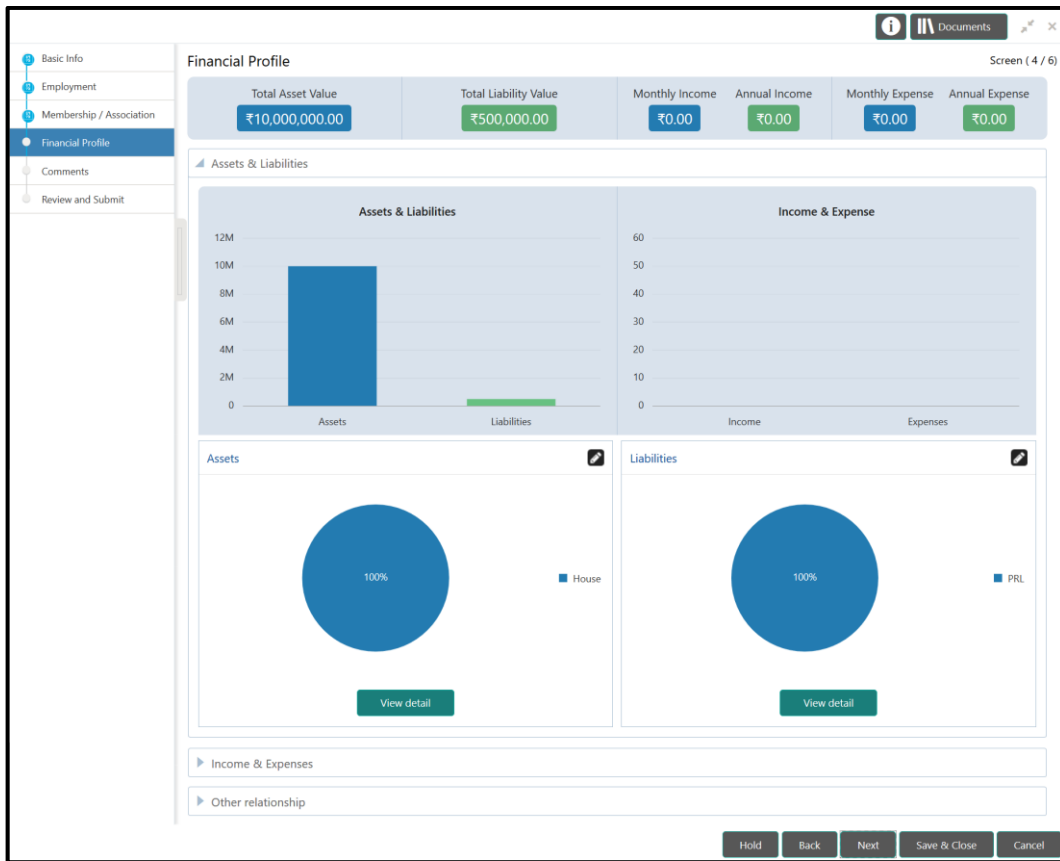 Documents
Basic Info
Employment
Membership / Association
Financial Profile
Comments
Review and Submit
Financial Profile
Screen ( 4 / 6)
Total Asset Value
₹10,000,000.00
Total Liability Value
₹500,000.00
Monthly Income
₹0.00
Annual Income
₹0.00
Monthly Expense
₹0.00
Annual Expense
₹0.00
Assets & Liabilities
Assets & Liabilities
12M
10M
8M
6M
4M
2M
0
Assets
Liabilities
Income & Expense
60
50
40
30
20
10
0
Income
Expenses
Assets
100%
House
View detail
Liabilities
100%
PRL
View detail
Income & Expenses
Other relationship
Hold
Back
Next
Save & Close
Cancel